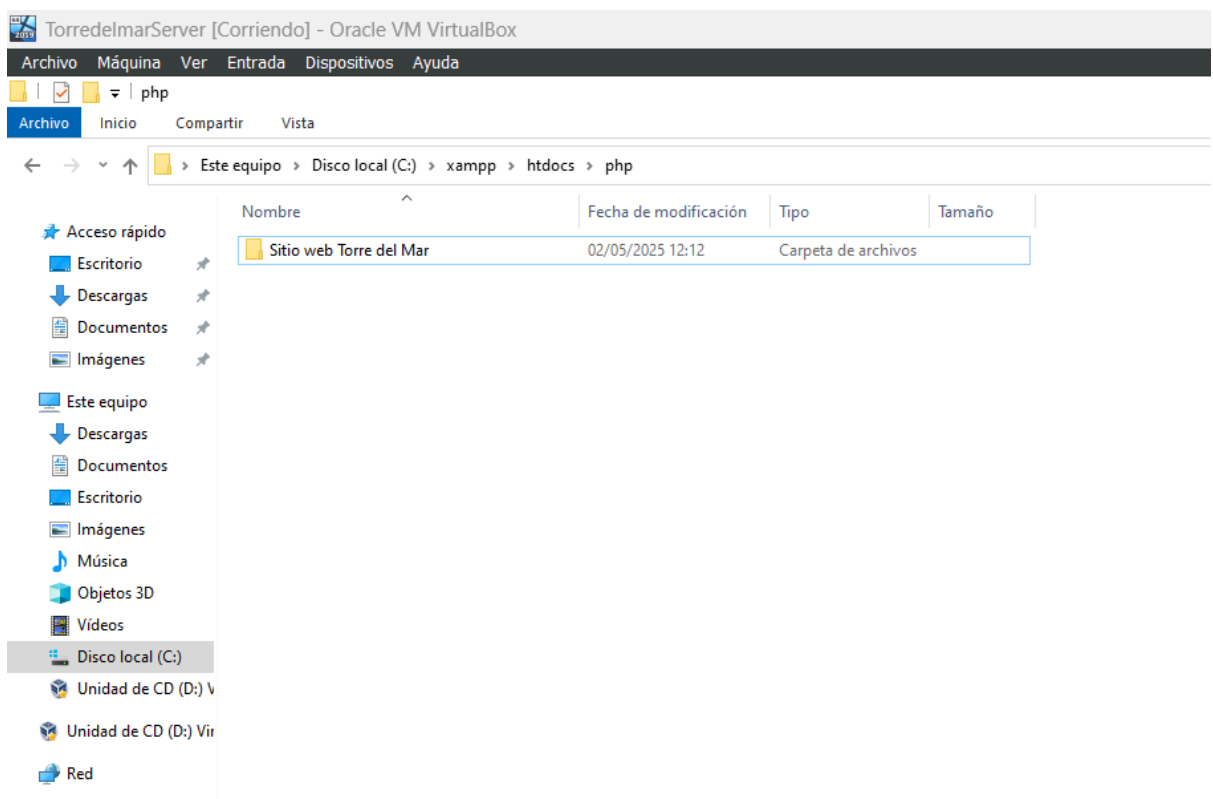 TorredelmarServer [Corriendo] - Oracle VM VirtualBox
Archivo Máquina Ver Entrada Dispositivos Ayuda
php
Archivo Inicio Compartir Vista
Este equipo > Disco local (C:) > xampp > htdocs > php
Nombre Fecha de modificación Tipo Tamaño
Sitio web Torre del Mar 02/05/2025 12:12 Carpeta de archivos
Acceso rápido
Escritorio
Descargas
Documentos
Imágenes
Este equipo
Descargas
Documentos
Escritorio
Imágenes
Música
Objetos 3D
Vídeos
Disco local (C:)
Unidad de CD (D:) V
Unidad de CD (D:) Vir
Red